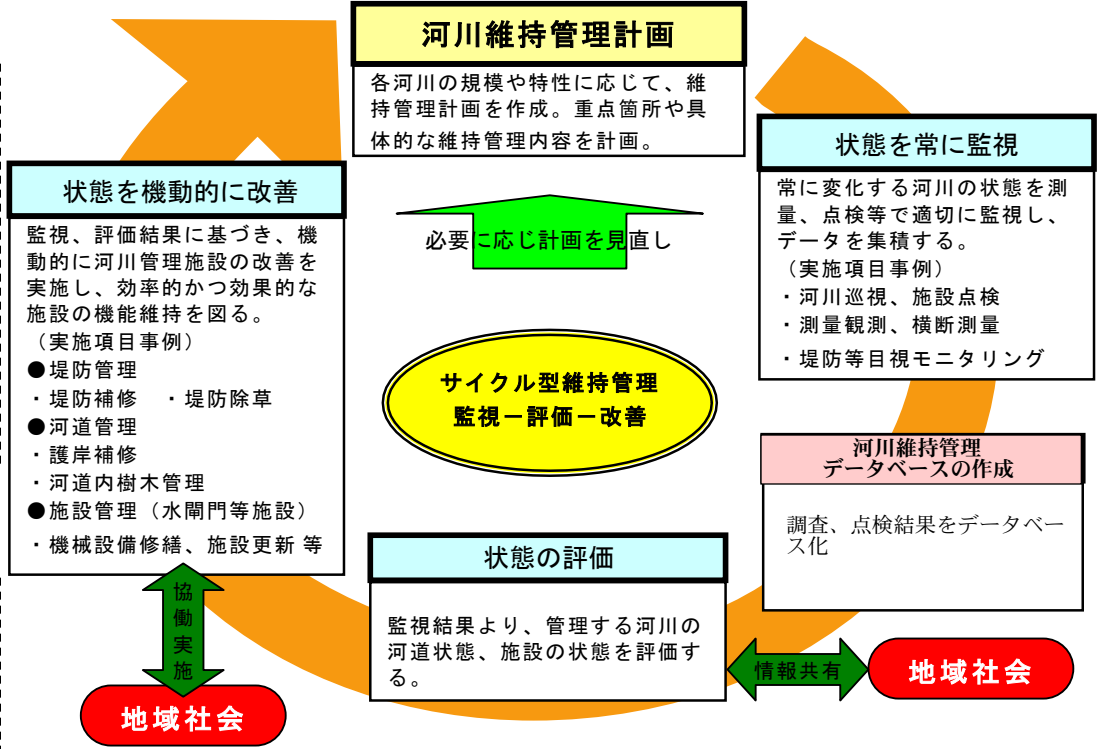 河川維持管理計画
各河川の規模や特性に応じて、維
持管理計画を作成。重点箇所や具
体的な維持管理内容を計画。
状態を常に監視
常に変化する河川の状態を測
量、点検等で適切に監視し、
データを集積する。
（実施項目事例）
・河川巡視、施設点検
・測量観測、横断測量
・堤防等目視モニタリング
河川維持管理
データベースの作成
調査、点検結果をデータベー
ス化
状態の評価
監視結果より、管理する河川の
河道状態、施設の状態を評価す
る。
情報共有
地域社会
状態を機動的に改善
監視、評価結果に基づき、機
動的に河川管理施設の改善を
実施し、効率的かつ効果的な
施設の機能維持を図る。
（実施項目事例）
●堤防管理
・堤防補修　・堤防除草
●河道管理
・護岸補修
・河道内樹木管理
●施設管理（水閘門等施設）
・機械設備修繕、施設更新 等
協働実施
地域社会
必要に応じ計画を見直し
サイクル型維持管理
監視－評価－改善